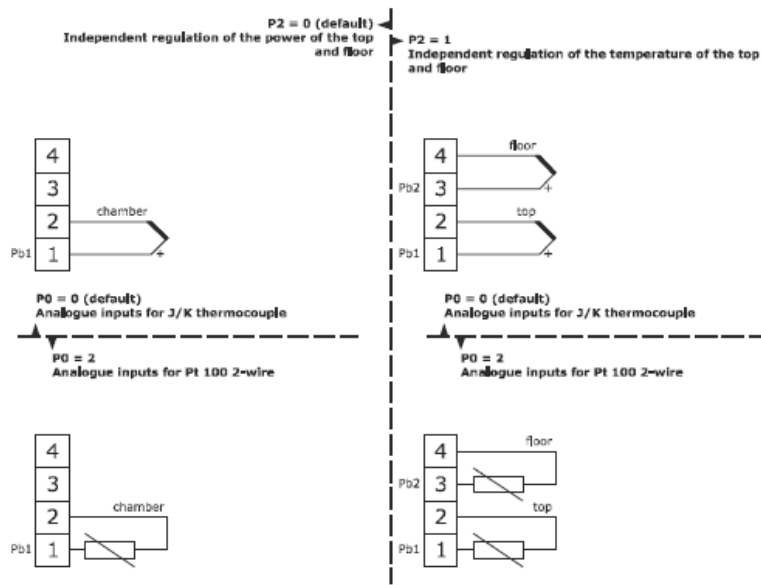 P2 = 0 (default)
Independent regulation of the power of the top
and floor
P2 = 1
Independent regulation of the temperature of the top
and floor
4
3
2
chamber
Pb1
1
+
4
floor
Pb2
3
+
2
top
Pb1
1
+
P0 = 0 (default)
Analogue inputs for J/K thermocouple
P0 = 0 (default)
Analogue inputs for J/K thermocouple
P0 = 2
Analogue inputs for Pt 100 2-wire
P0 = 2
Analogue inputs for Pt 100 2-wire
4
3
2
chamber
Pb1
1
4
floor
Pb2
3
2
top
Pb1
1